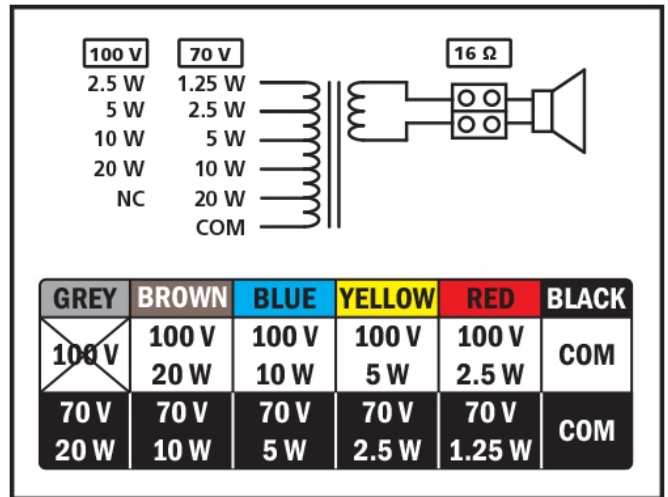 100 V 70 V 16 Ω
2.5 W 1.25 W
5 W 2.5 W
10 W 5 W
20 W 10 W
NC 20 W
COM
GREY BROWN BLUE YELLOW RED BLACK
100 V 100 V 100 V 100 V 100 V COM
20 W 10 W 5 W 2.5 W
70 V 70 V 70 V 70 V 70 V COM
20 W 10 W 5 W 2.5 W 1.25 W